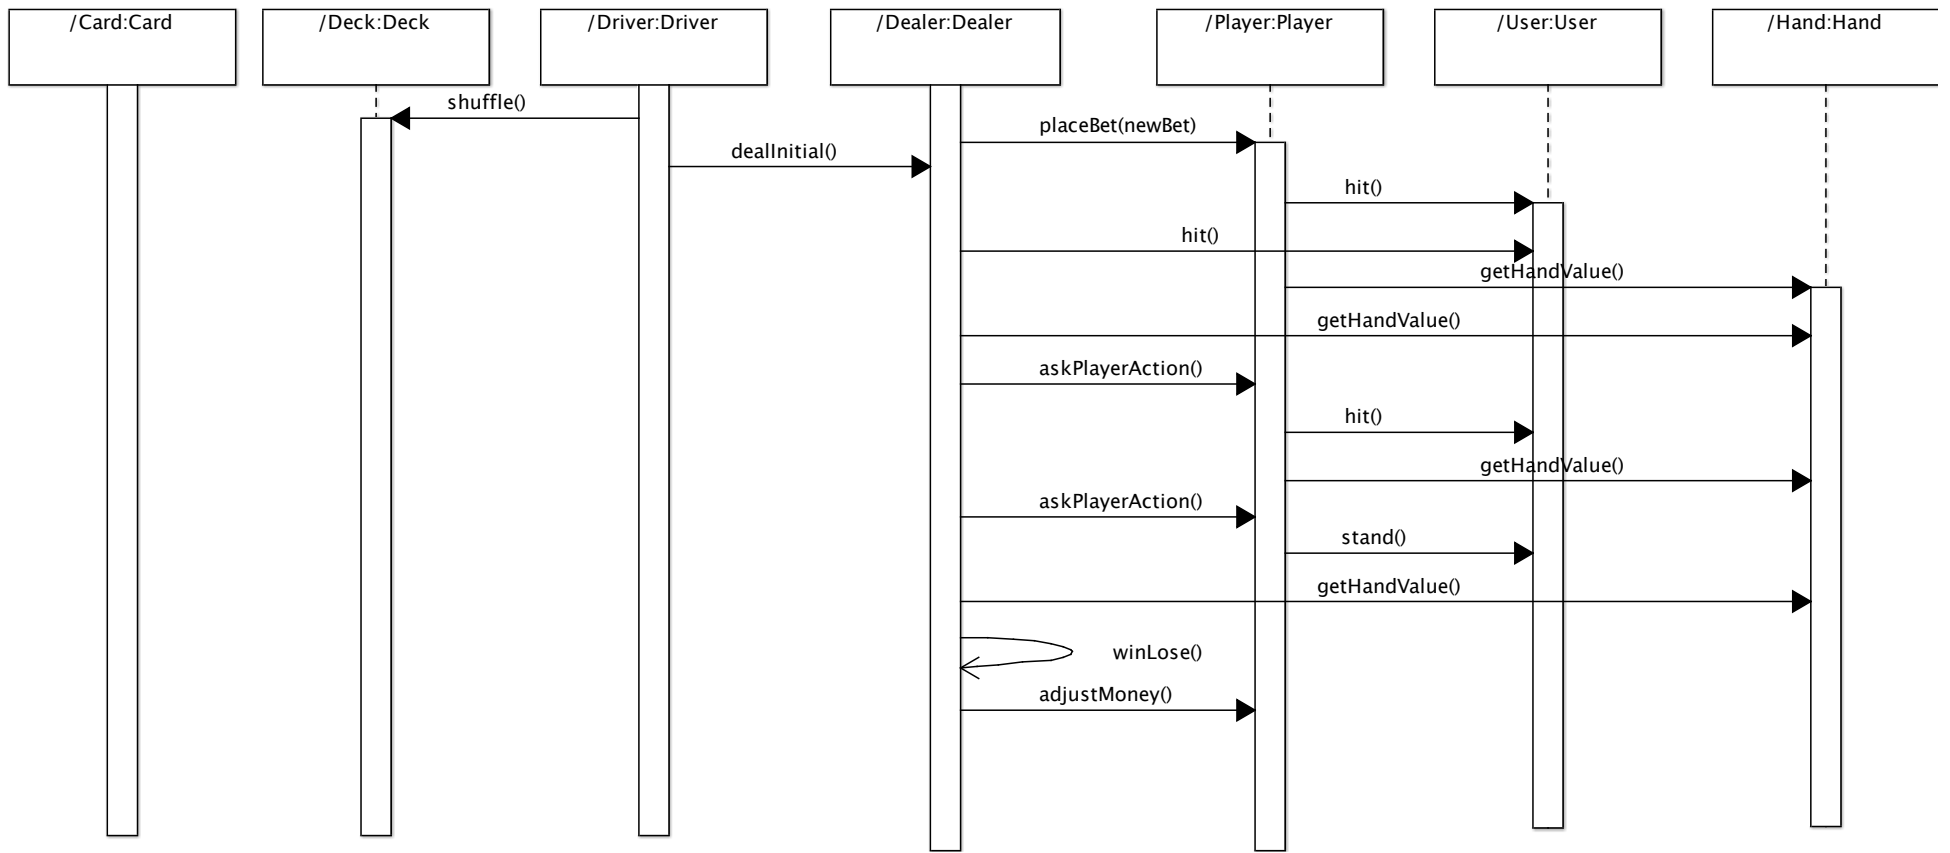 /Card:Card
/Deck:Deck
/Driver:Driver
/Dealer:Dealer
/Player:Player
/User:User
/Hand:Hand
shuffle()
placeBet(newBet)
dealInitial()
hit()
hit()
getHandValue()
getHandValue()
askPlayerAction()
hit()
getHandValue()
askPlayerAction()
stand()
getHandValue()
winLose()
adjustMoney()